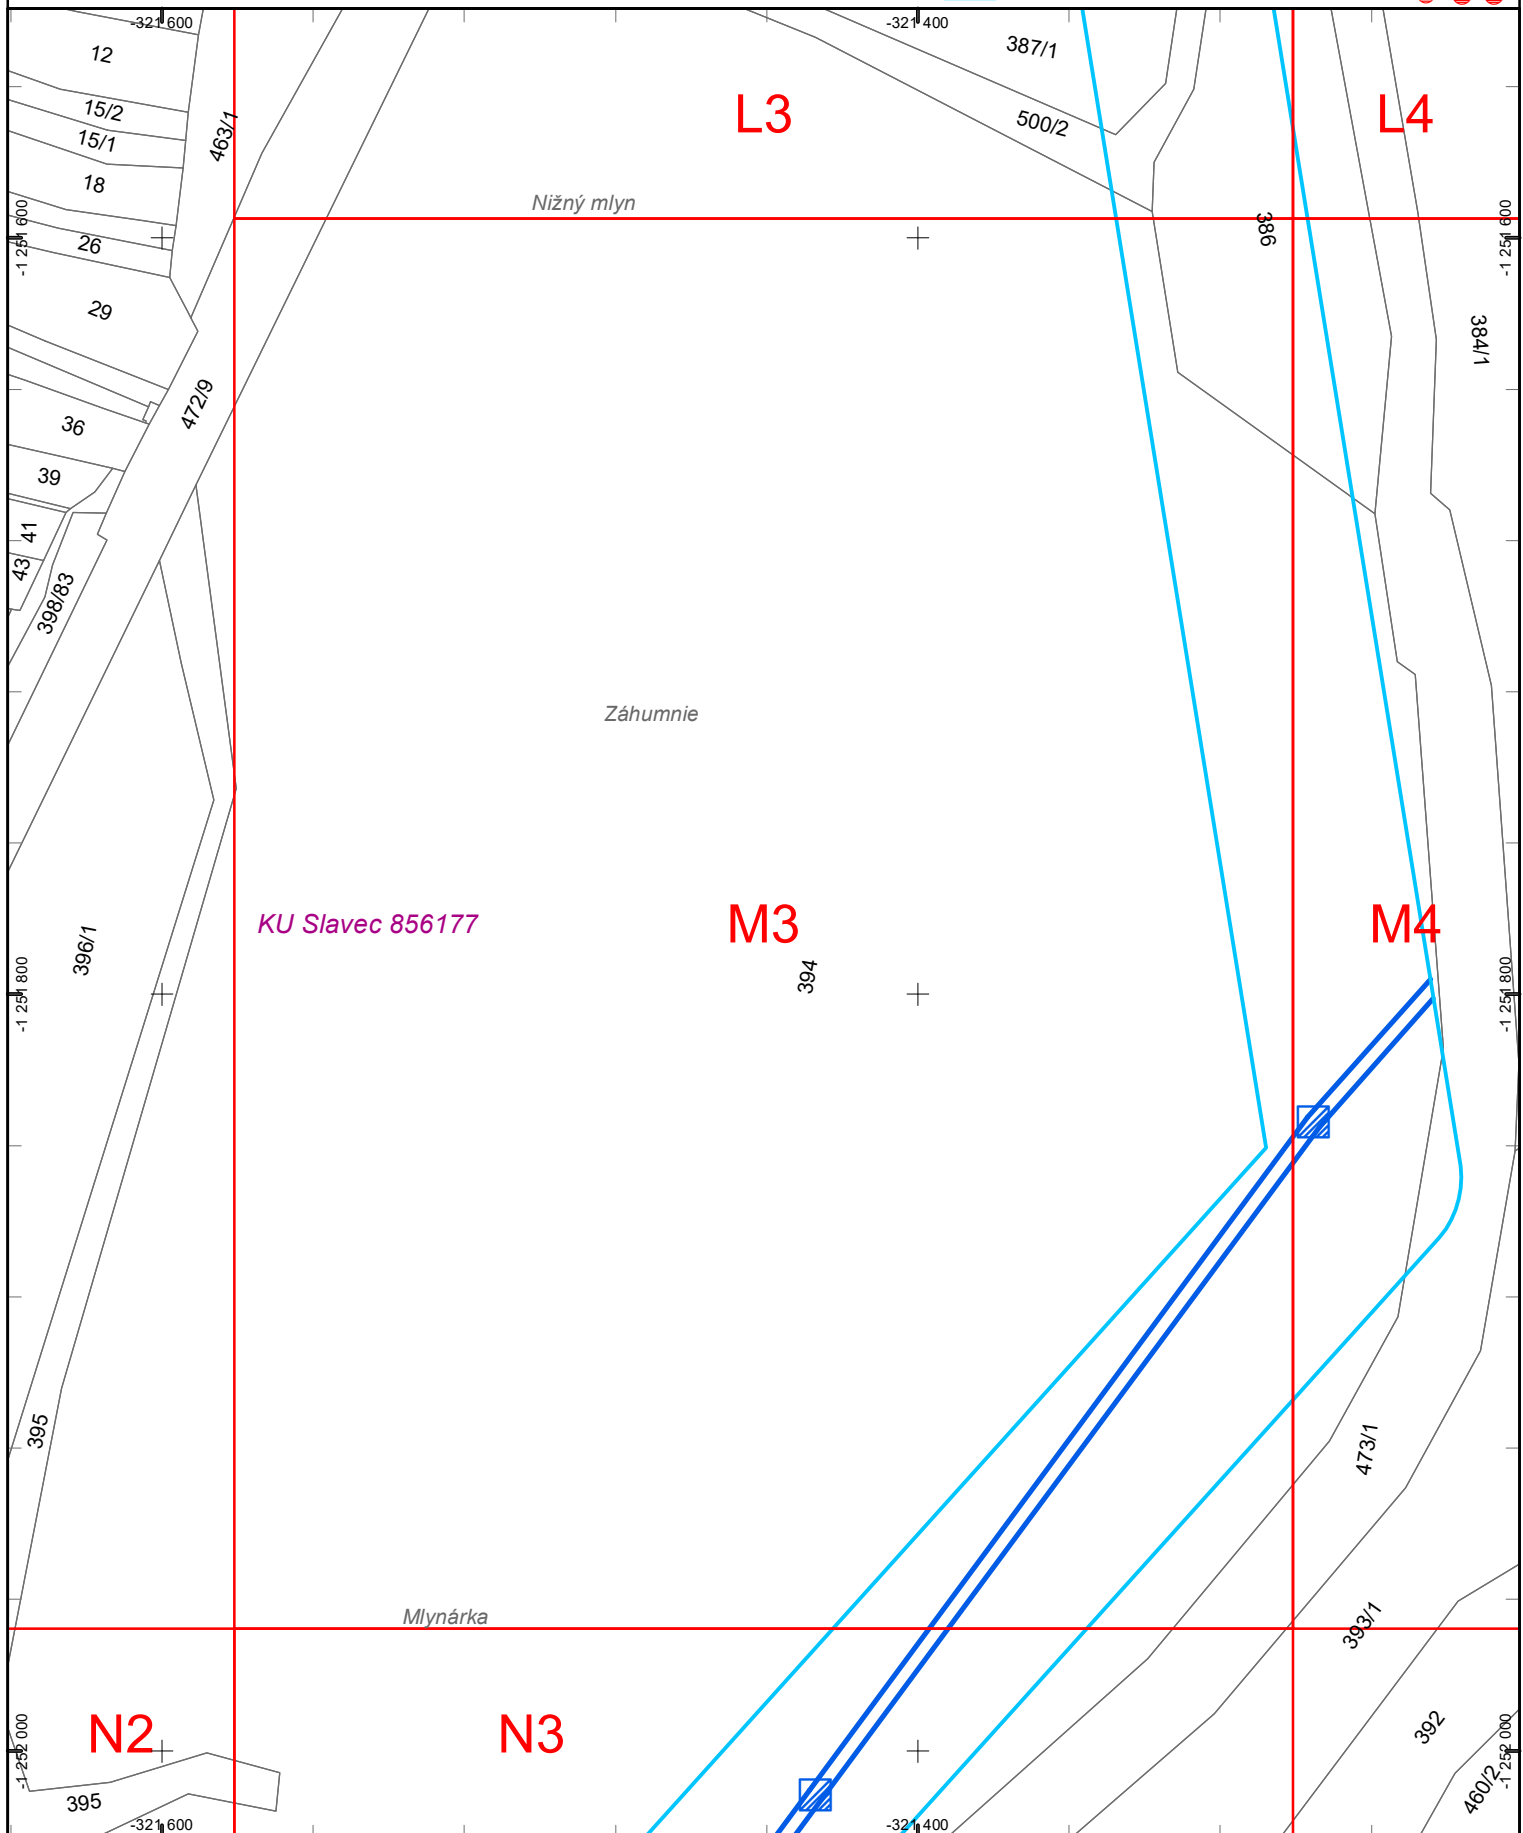 -321 600
-321 400
12
387/1
L3
L4
15/2
500/2
15/1
463/1
18
Nižný mlyn
386
-1 251 600
-1 251 600
26
29
384/1
472/9
36
39
41
43
398/83
Záhumnie
KU Slavec 856177
M3
M4
396/1
394
-1 251 800
-1 251 800
395
473/1
Mlynárka
393/1
N2
N3
392
-1 252 000
-1 252 000
395
460/2
-321 600
-321 400